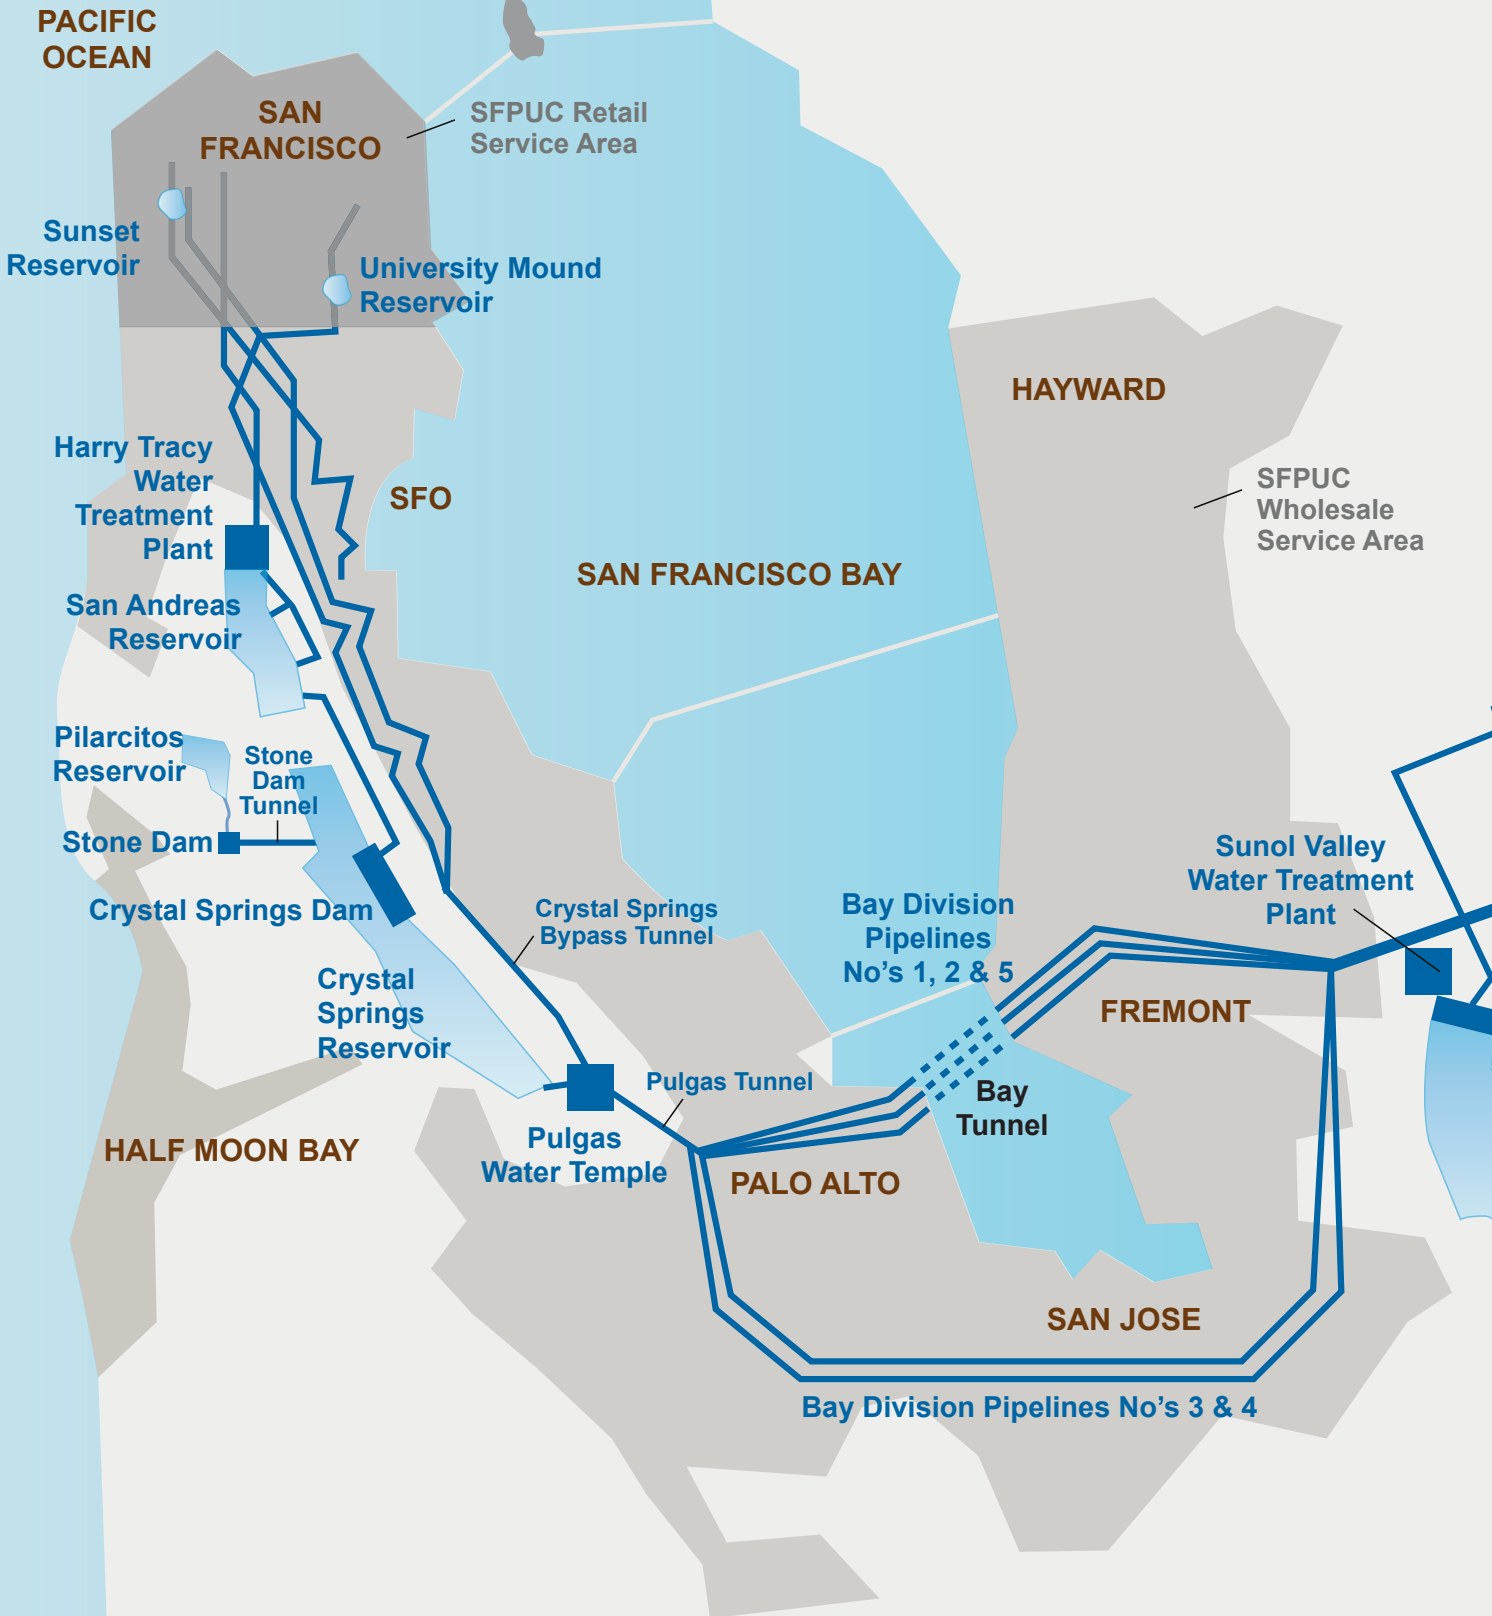 PACIFIC
OCEAN
SAN
FRANCISCO
SFPUC Retail
Service Area
Sunset
Reservoir
University Mound
Reservoir
HAYWARD
Harry Tracy
Water
Treatment
Plant
SFO
SFPUC
Wholesale
Service Area
SAN FRANCISCO BAY
San Andreas
Reservoir
Pilarcitos
Reservoir
Stone
Dam
Tunnel
Stone Dam
Sunol Valley
Water Treatment
Plant
Crystal Springs Dam
Crystal Springs
Bypass Tunnel
Bay Division
Pipelines
No's 1, 2 & 5
Crystal
Springs
Reservoir
FREMONT
Pulgas Tunnel
Bay
Tunnel
HALF MOON BAY
Pulgas
Water Temple
PALO ALTO
SAN JOSE
Bay Division Pipelines No's 3 & 4